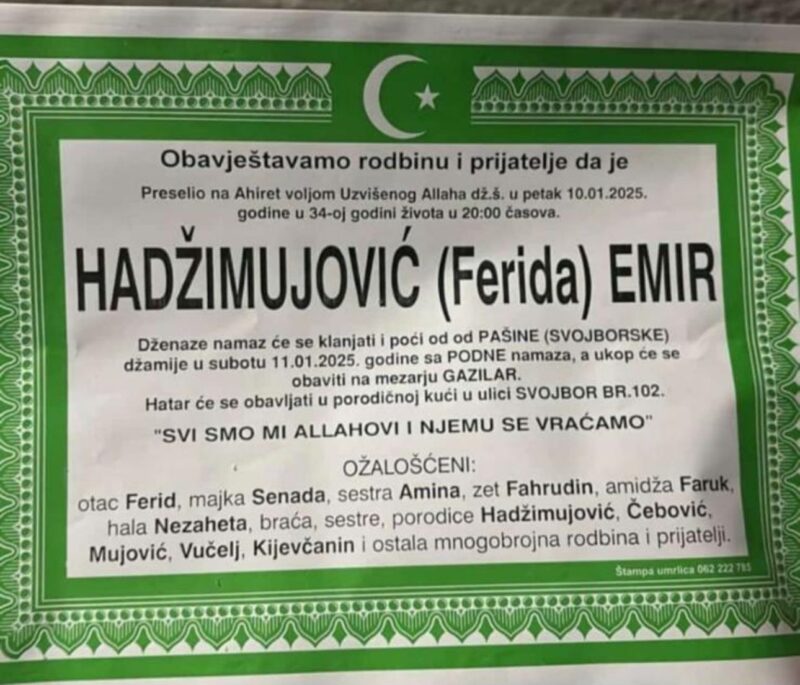 Obavještavamo rodbinu i prijatelje da je
Preselio na Ahiret voljom Uzvišenog Allaha dž.š. u petak 10.01.2025.
godine u 34-oj godini života u 20:00 časova.
HADŽIMUJOVIĆ (Ferida) EMIR
Dženaze namaz će se klanjati i poći od od PAŠINE (SVOJBORSKE)
džamije u subotu 11.01.2025. godine sa PODNE namaza, a ukop će se
obaviti na mezarju GAZILAR.
Hatar će se obavljati u porodičnoj kući u ulici SVOJBOR BR.102.
"SVI SMO MI ALLAHOVI I NJEMU SE VRAĆAMO"
OŽALOŠĆENI:
otac Ferid, majka Senada, sestra Amina, zet Fahrudin, amidža Faruk,
hala Nezaheta, braća, sestre, porodice Hadžimujović, Čebović,
Mujović, Vučelj, Kijevčanin i ostala mnogobrojna rodbina i prijatelji.
Štampa umrlica 062 222 785